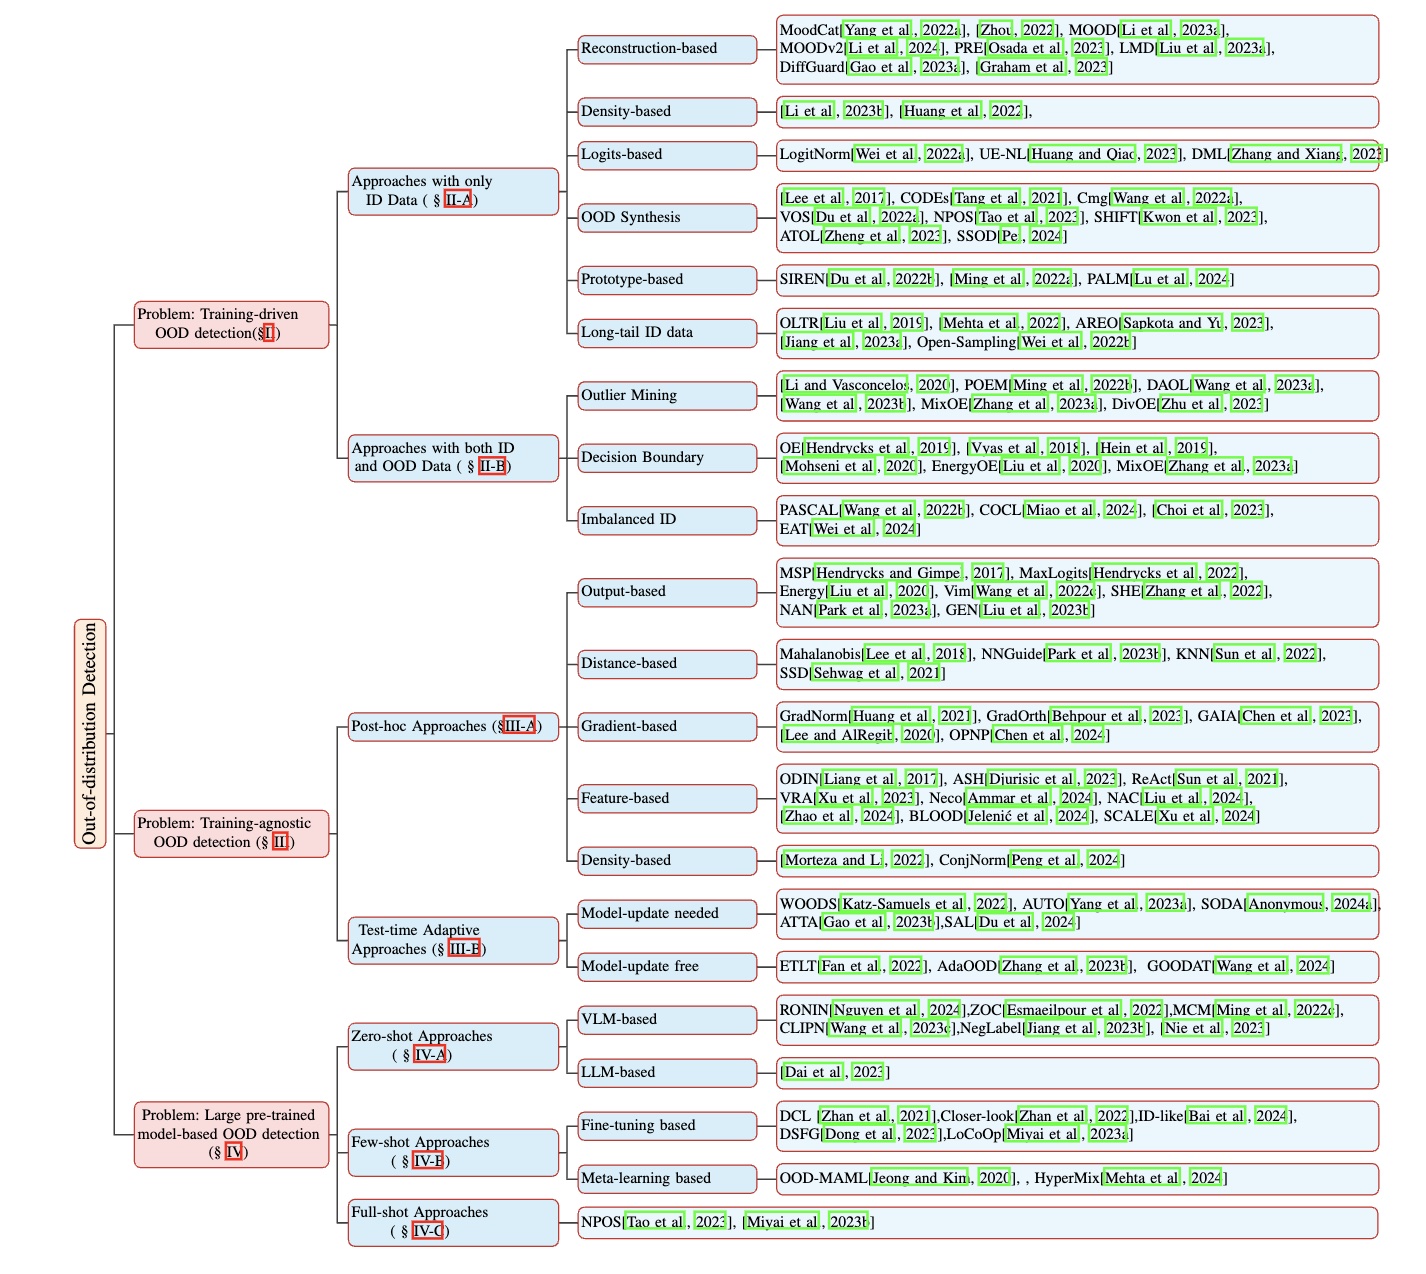 Out-of-distribution Detection
Problem: Training-driven
OOD detection(§II)
Approaches with only
ID Data ( § II-A)
Reconstruction-based
MoodCat[Yang et al., 2022a], [Zhou, 2022], MOOD[Li et al., 2023a],
MOODv2[Li et al., 2024], PRE[Osada et al., 2023], LMD[Liu et al., 2023a],
DiffGuard[Gao et al., 2023a], [Graham et al., 2023]
Density-based
[Li et al., 2023b], [Huang et al., 2022],
Logits-based
LogitNorm[Wei et al., 2022a], UE-NL[Huang and Qiao, 2023], DML[Zhang and Xiang, 2023]
OOD Synthesis
[Lee et al., 2017], CODEs[Tang et al., 2021], Cmg[Wang et al., 2022a],
VOS[Du et al., 2022a], NPOS[Tao et al., 2023], SHIFT[Kwon et al., 2023],
ATOL[Zheng et al., 2023], SSOD[Pei, 2024]
Prototype-based
SIREN[Du et al., 2022b], [Ming et al., 2022a], PALM[Lu et al., 2024]
Long-tail ID data
OLTR[Liu et al., 2019], [Mehta et al., 2022], AREO[Sapkota and Yu, 2023],
[Jiang et al., 2023a], Open-Sampling[Wei et al., 2022b]
Approaches with both ID
and OOD Data ( § II-B)
Outlier Mining
[Li and Vasconcelos, 2020], POEM[Ming et al., 2022b], DAOL[Wang et al., 2023a],
[Wang et al., 2023b], MixOE[Zhang et al., 2023a], DivOE[Zhu et al., 2023]
Decision Boundary
OE[Hendrycks et al., 2019], [Vyas et al., 2018], [Hein et al., 2019],
[Mohseni et al., 2020], EnergyOE[Liu et al., 2020], MixOE[Zhang et al., 2023a]
Imbalanced ID
PASCAL[Wang et al., 2022b], COCL[Miao et al., 2024], [Choi et al., 2023],
EAT[Wei et al., 2024]
Problem: Training-agnostic
OOD detection (§ III)
Post-hoc Approaches (§III-A)
Output-based
MSP[Hendrycks and Gimpel, 2017], MaxLogits[Hendrycks et al., 2022],
Energy[Liu et al., 2020], Vim[Wang et al., 2022c], SHE[Zhang et al., 2022],
NAN[Park et al., 2023a], GEN[Liu et al., 2023b]
Distance-based
Mahalanobis[Lee et al., 2018], NNGuide[Park et al., 2023b], KNN[Sun et al., 2022],
SSD[Sehwag et al., 2021]
Gradient-based
GradNorm[Huang et al., 2021], GradOrth[Behpour et al., 2023], GAIA[Chen et al., 2023],
[Lee and AlRegib, 2020], OPNP[Chen et al., 2024]
Feature-based
ODIN[Liang et al., 2017], ASH[Djurisic et al., 2023], ReAct[Sun et al., 2021],
VRA[Xu et al., 2023], Neco[Ammar et al., 2024], NAC[Liu et al., 2024],
[Zhao et al., 2024], BLOOD[Jelenić et al., 2024], SCALE[Xu et al., 2024]
Density-based
[Morteza and Li, 2022], ConjNorm[Peng et al., 2024]
Test-time Adaptive
Approaches (§ III-B)
Model-update needed
WOODS[Katz-Samuels et al., 2022], AUTO[Yang et al., 2023a], SODA[Anonymous, 2024a],
ATTA[Gao et al., 2023b],SAL[Du et al., 2024]
Model-update free
ETLT[Fan et al., 2022], AdaOOD[Zhang et al., 2023b], GOODAT[Wang et al., 2024]
Problem: Large pre-trained
model-based OOD detection
(§ IV)
Zero-shot Approaches
( § IV-A)
VLM-based
RONIN[Nguyen et al., 2024],ZOC[Esmaeilpour et al., 2022],MCM[Ming et al., 2022c],
CLIPN[Wang et al., 2023c],NegLabel[Jiang et al., 2023b], [Nie et al., 2023]
LLM-based
[Dai et al., 2023]
Few-shot Approaches
( § IV-B)
Fine-tuning based
DCL [Zhan et al., 2021],Closer-look[Zhan et al., 2022],ID-like[Bai et al., 2024],
DSFG[Dong et al., 2023],LoCoOp[Miyai et al., 2023a]
Meta-learning based
OOD-MAML[Jeong and Kim, 2020], , HyperMix[Mehta et al., 2024]
Full-shot Approaches
( § IV-C)
NPOS[Tao et al., 2023], [Miyai et al., 2023b]